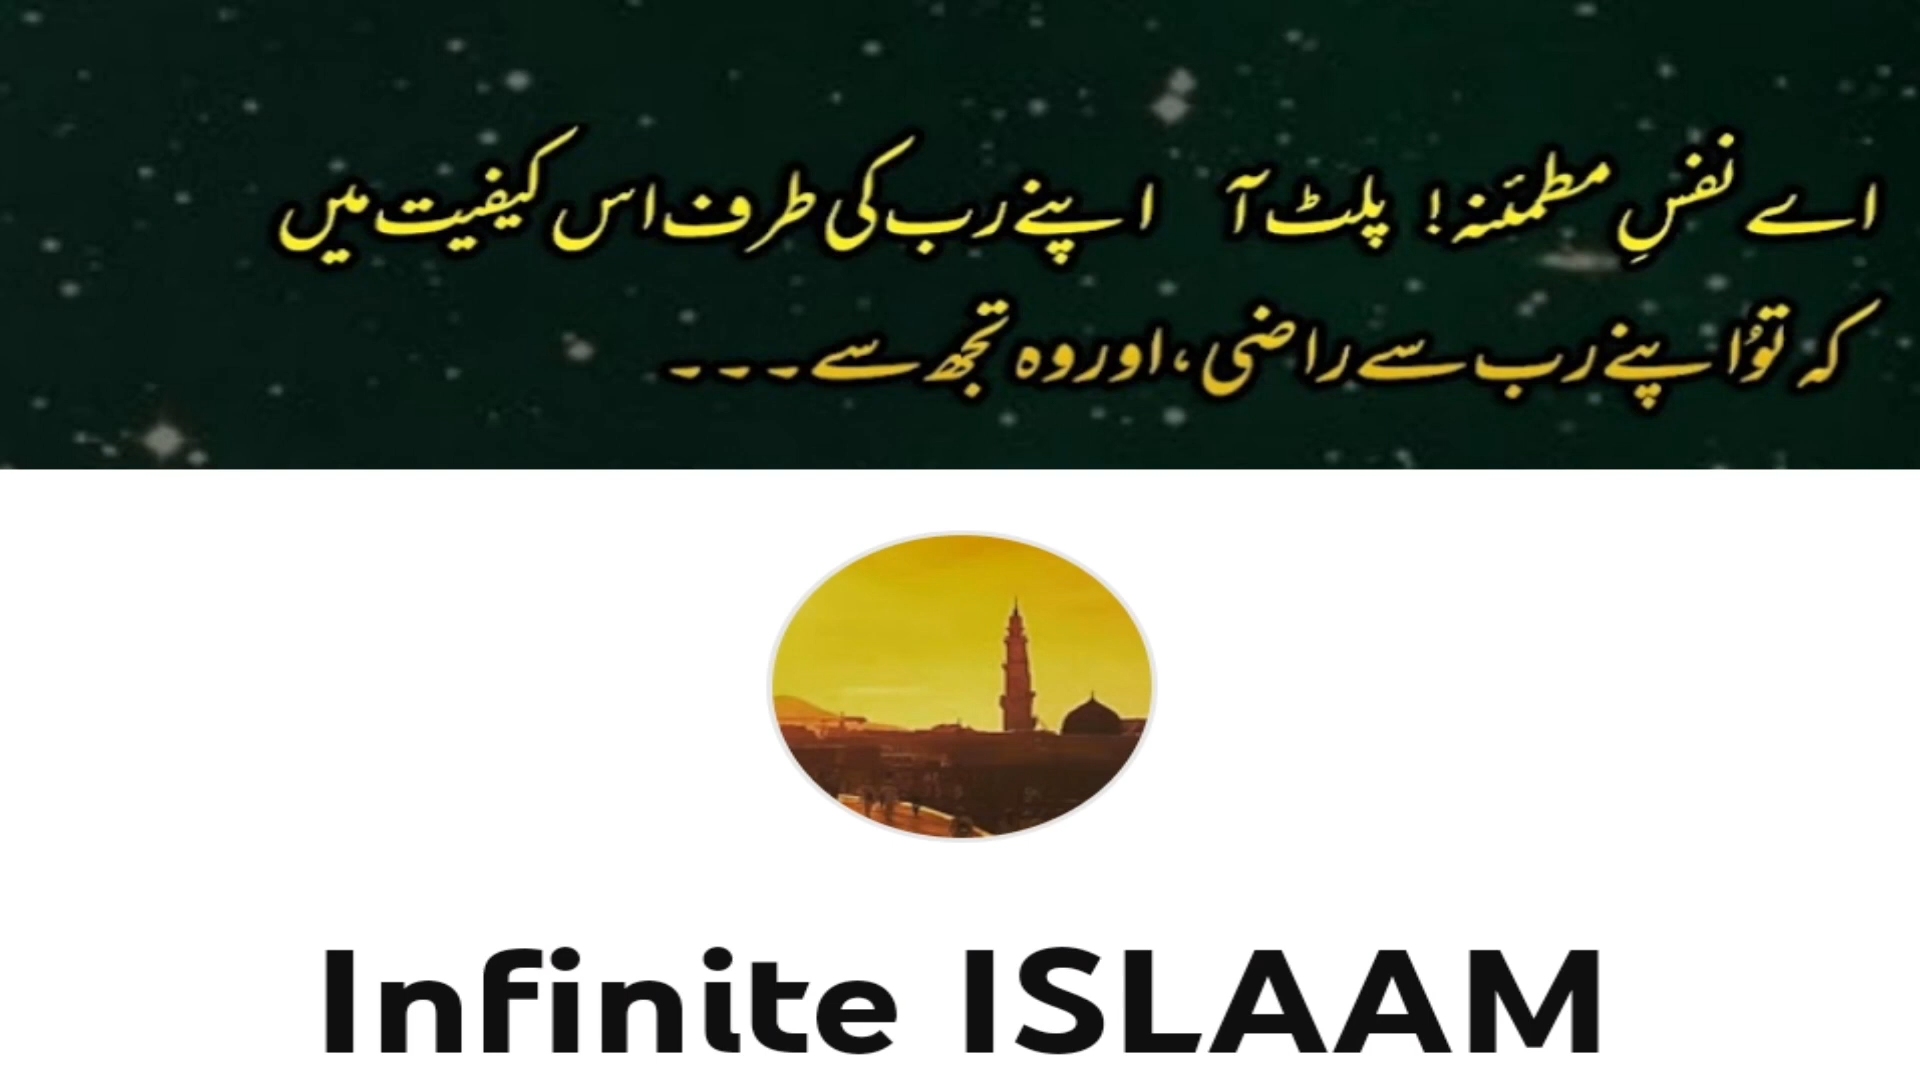 اے نفسِ مطمئنہ! پلٹ آ اپنے رب کی طرف اس کیفیت میں
کہ تُو اپنے رب سے راضی، اور وہ تجھ سے ---
Infinite ISLAAM